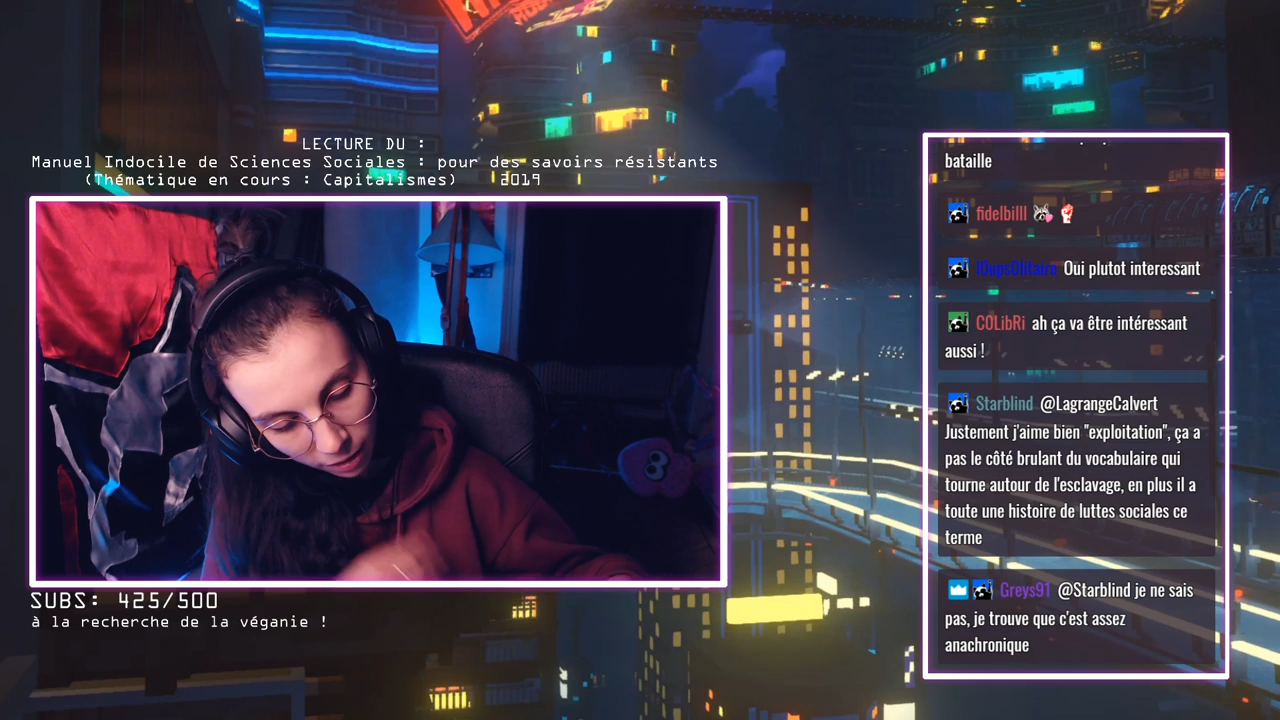 LECTURE DU :
Manuel Indocile de Sciences Sociales : pour des savoirs résistants
(Thématique en cours : Capitalismes) 2019
bataille
fidelbilll
Oui plutot interessant
COLibRi ah ça va être intéressant
aussi !
Starblind @LagrangeCalvert
Justement j'aime bien "exploitation", ça a
pas le côté brulant du vocabulaire qui
tourne autour de l'esclavage, en plus il a
toute une histoire de luttes sociales ce
terme
Greys91 @Starblind je ne sais
pas, je trouve que c'est assez
anachronique
SUBS: 425/500
à la recherche de la véganie !